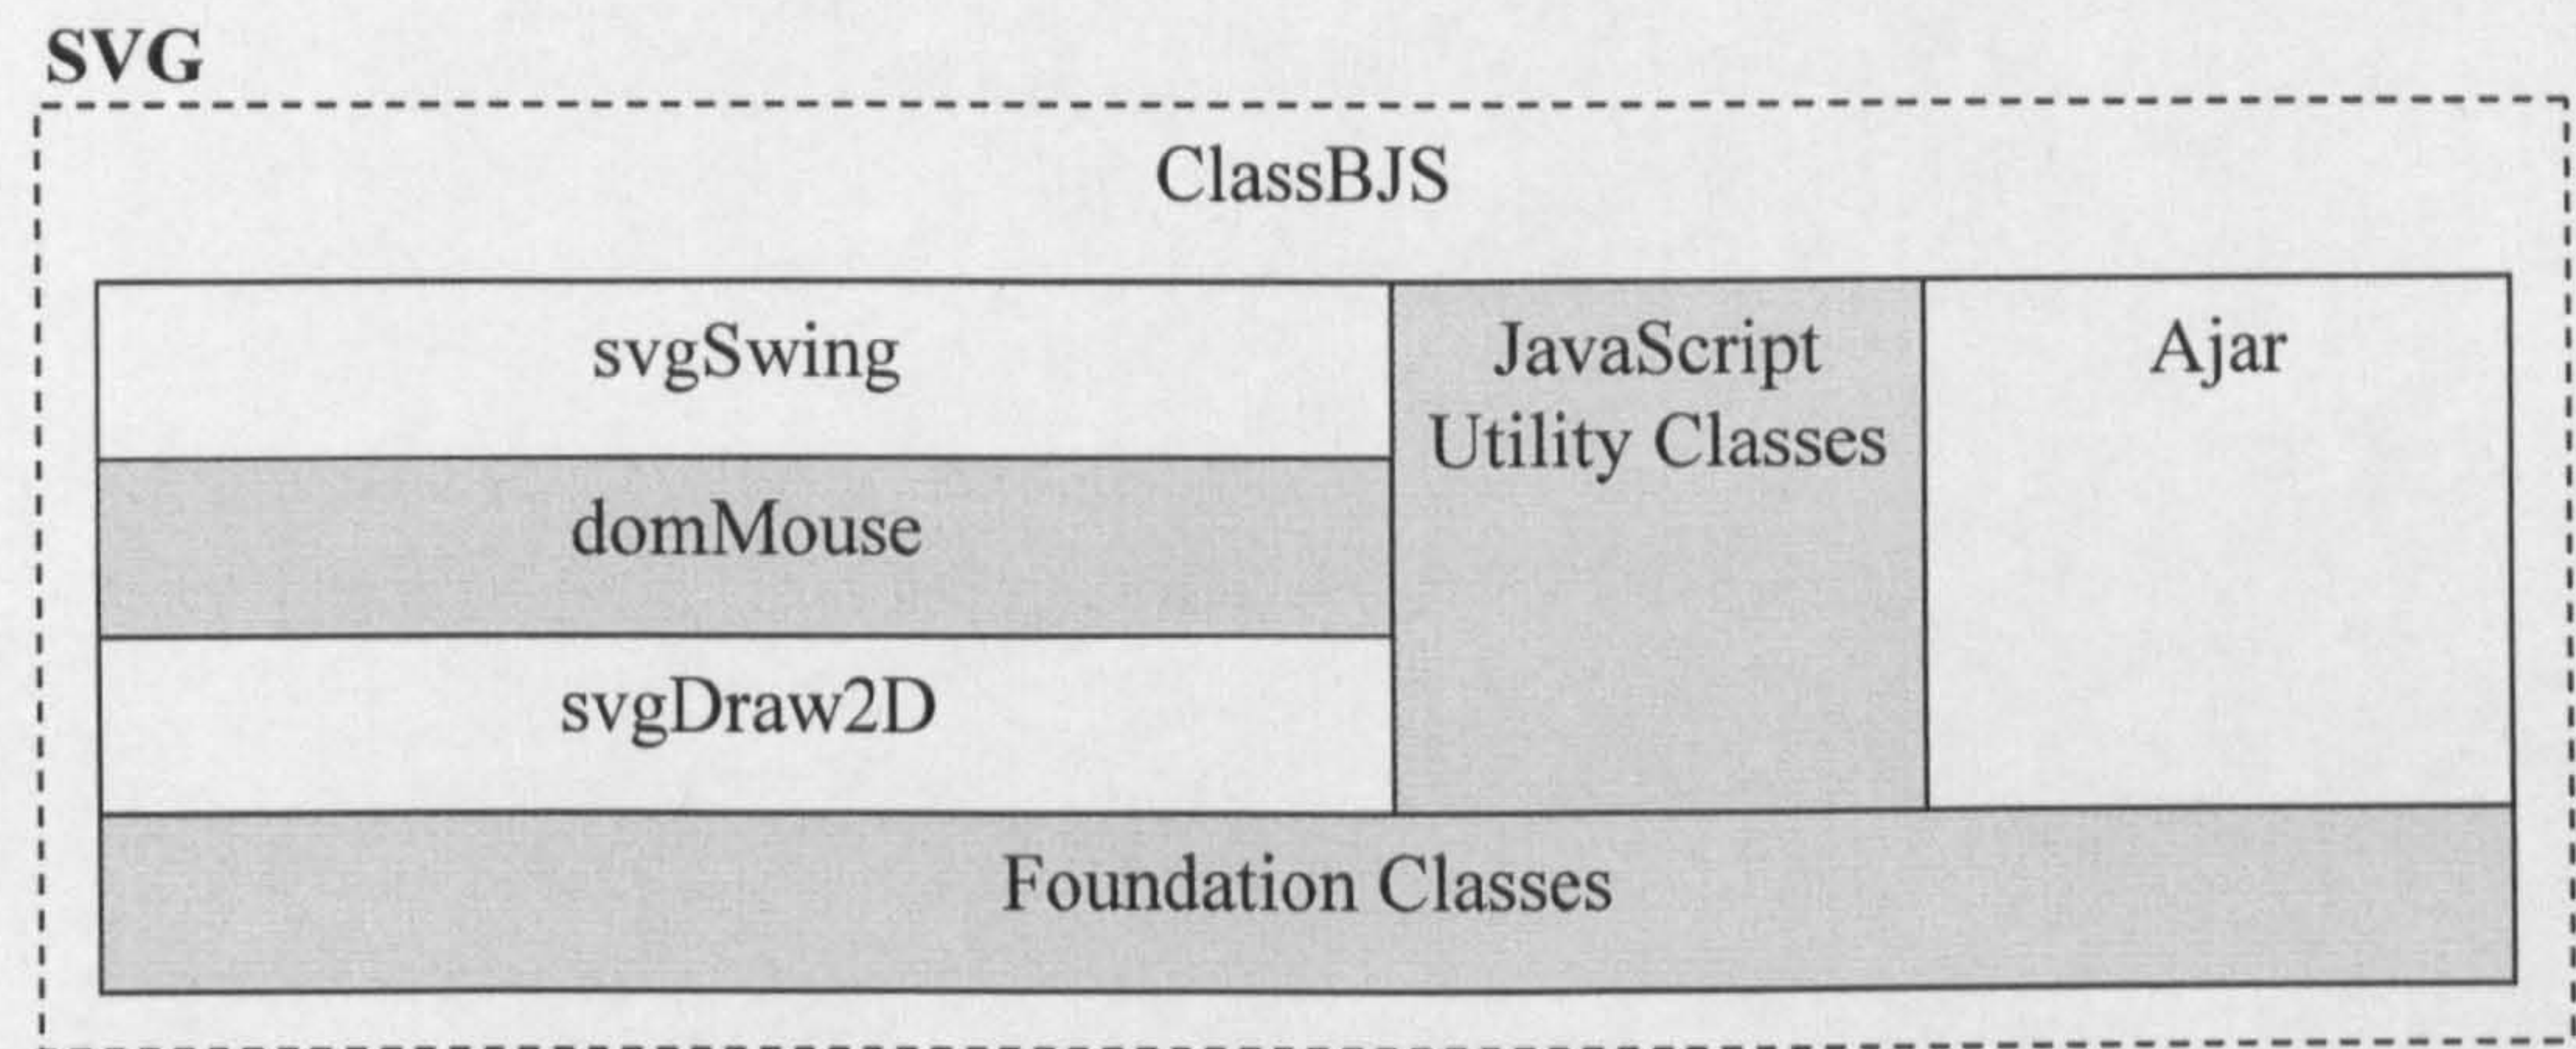 SVG
ClassBJS
svgSwing
domMouse
svgDraw2D
JavaScript
Utility Classes
Ajar
Foundation Classes